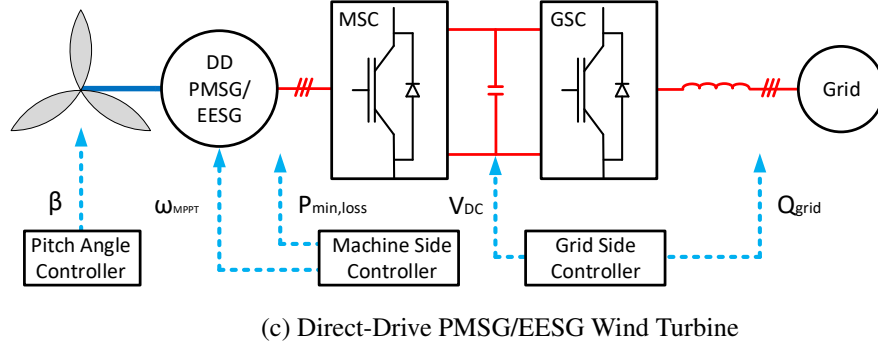 MSC
GSC
DD
PMSG/
EESG
Grid
β
ωMPPT
Pmin,loss
VDC
Qgrid
Pitch Angle
Controller
Machine Side
Controller
Grid Side
Controller
(c) Direct-Drive PMSG/EESG Wind Turbine